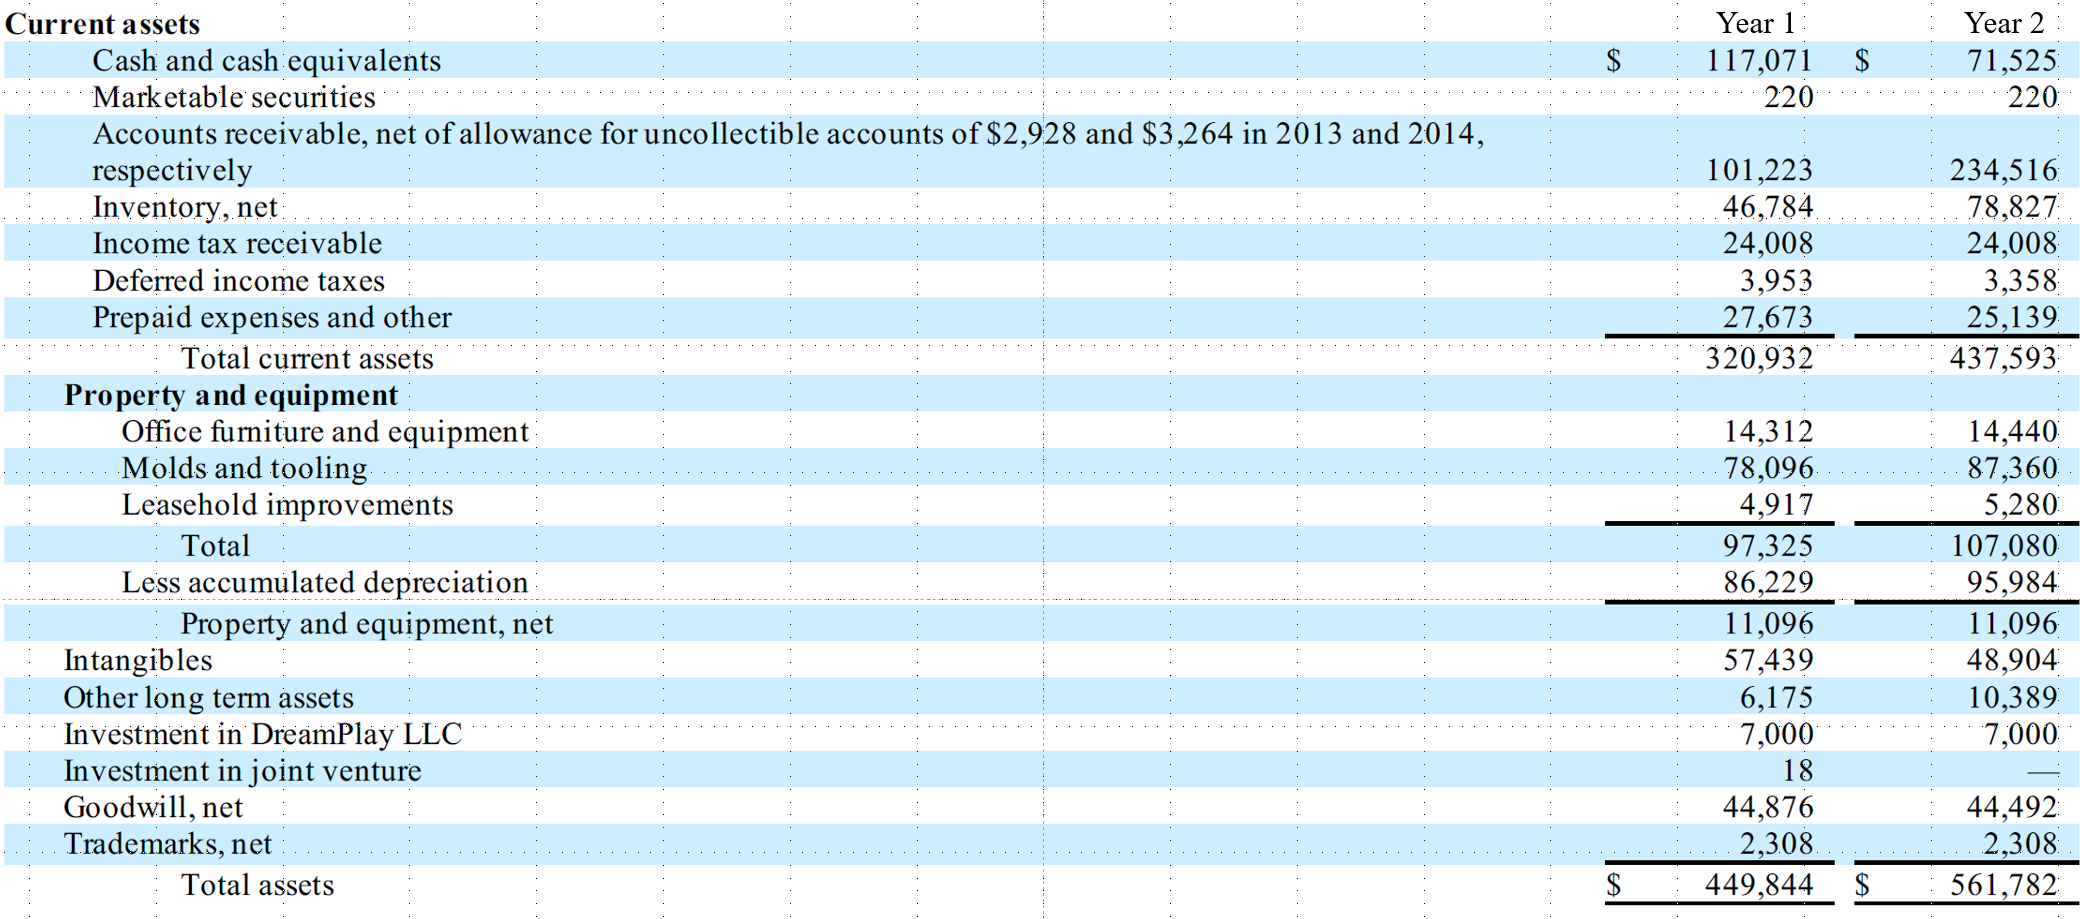 Current assets Year 1 Year 2
Cash and cash equivalents $ 117,071 $ 71,525
Marketable securities 220 220
Accounts receivable, net of allowance for uncollectible accounts of $2,928 and $3,264 in 2013 and 2014,
respectively 101,223 234,516
Inventory, net 46,784 78,827
Income tax receivable 24,008 24,008
Deferred income taxes 3,953 3,358
Prepaid expenses and other 27,673 25,139
Total current assets 320,932 437,593
Property and equipment
Office furniture and equipment 14,312 14,440
Molds and tooling 78,096 87,360
Leasehold improvements 4,917 5,280
Total 97,325 107,080
Less accumulated depreciation 86,229 95,984
Property and equipment, net 11,096 11,096
Intangibles 57,439 48,904
Other long term assets 6,175 10,389
Investment in DreamPlay LLC 7,000 7,000
Investment in joint venture 18 —
Goodwill, net 44,876 44,492
Trademarks, net 2,308 2,308
Total assets $ 449,844 $ 561,782